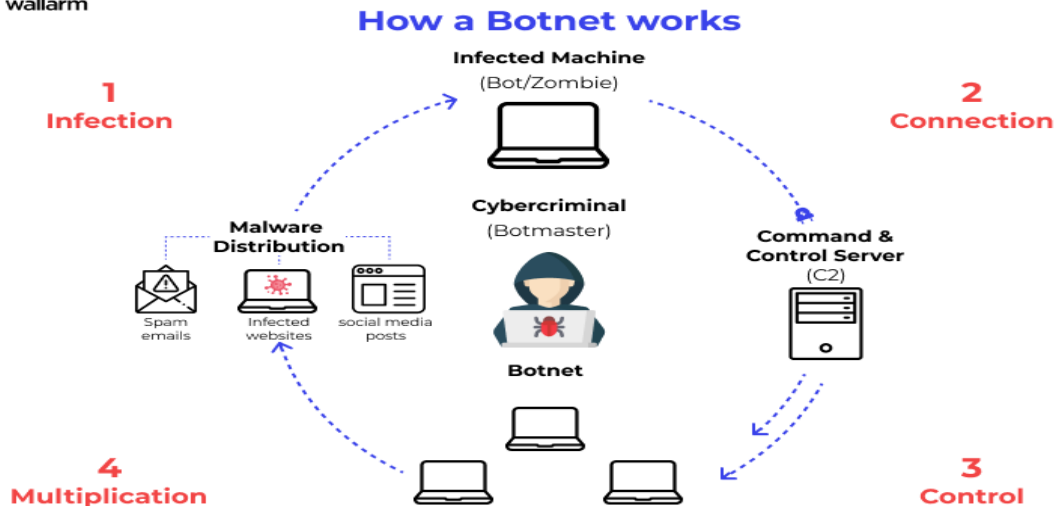 wallarm
How a Botnet works
Infected Machine
(Bot/Zombie)
1
Infection
2
Connection
Cybercriminal
(Botmaster)
Malware
Distribution
Spam
emails
Infected
websites
social media
posts
Command &
Control Server
(C2)
Botnet
4
Multiplication
3
Control